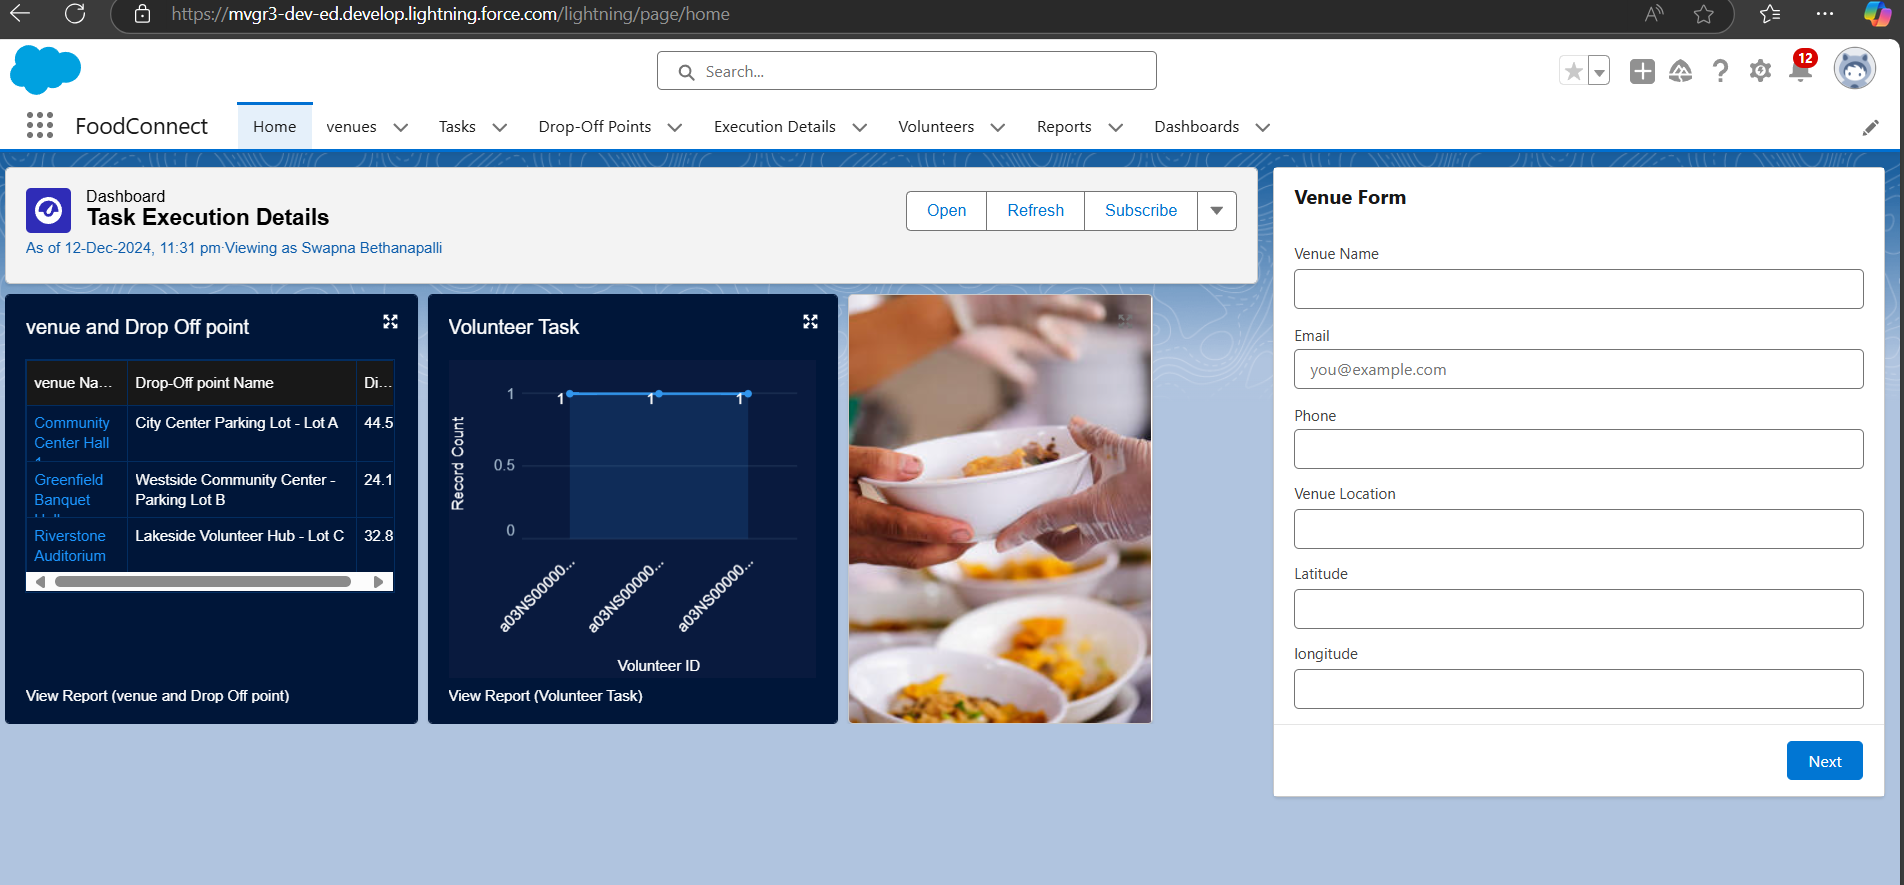 https://mvgr3-dev-ed.develop.lightning.force.com/lightning/page/home
Search...
12
FoodConnect
Home
venues
Tasks
Drop-Off Points
Execution Details
Volunteers
Reports
Dashboards
Dashboard
Task Execution Details
As of 12-Dec-2024, 11:31 pm·Viewing as Swapna Bethanapalli
Open
Refresh
Subscribe
venue and Drop Off point
venue Na...
Drop-Off point Name
Di...
Community
Center Hall
City Center Parking Lot - Lot A
44.5
Greenfield
Banquet
Westside Community Center -
Parking Lot B
24.1
Riverstone
Auditorium
Lakeside Volunteer Hub - Lot C
32.8
View Report (venue and Drop Off point)
Volunteer Task
Record Count
1
0.5
0
1
1
1
a03NS00000...
a03NS00000...
a03NS00000...
Volunteer ID
View Report (Volunteer Task)
Venue Form
Venue Name
Email
you@example.com
Phone
Venue Location
Latitude
longitude
Next